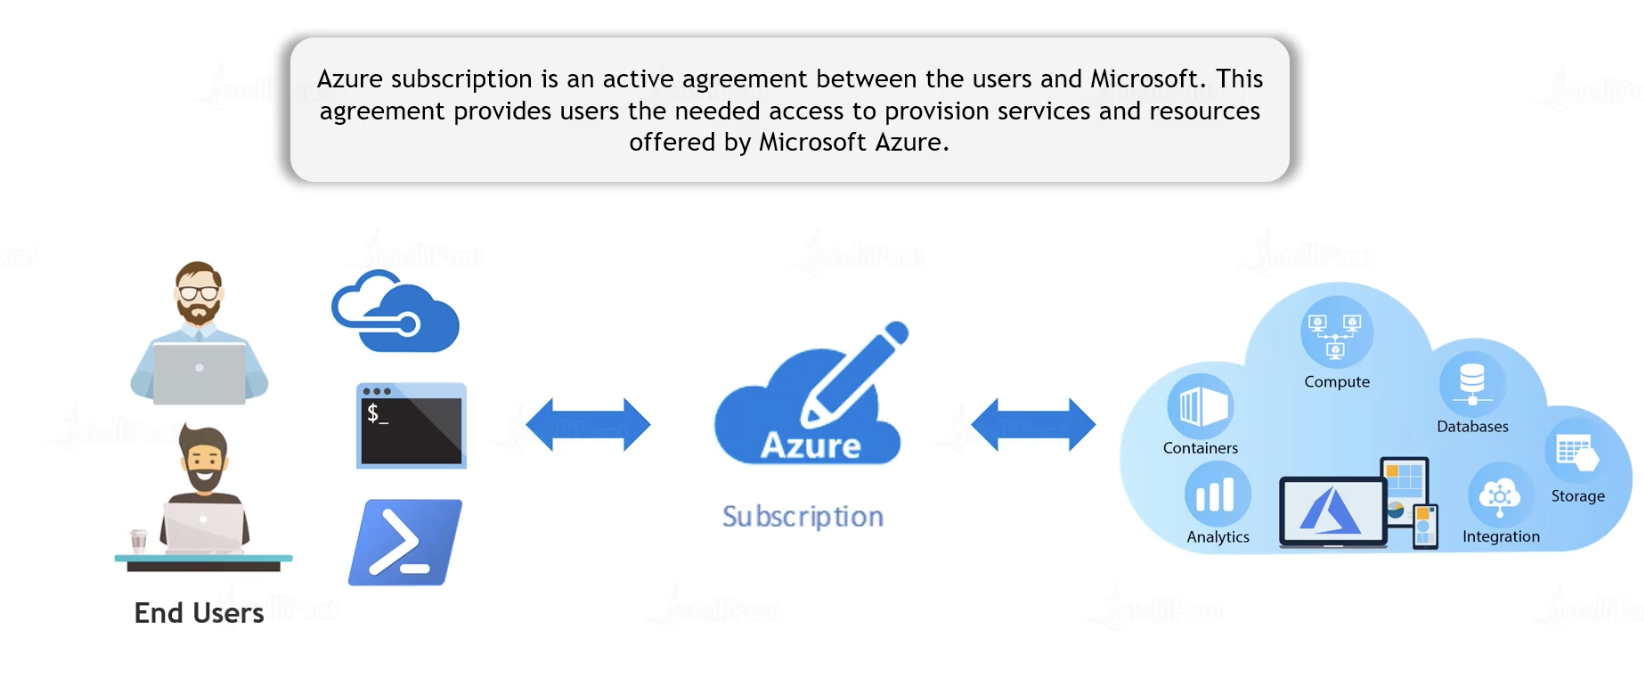 Azure subscription is an active agreement between the users and Microsoft. This
agreement provides users the needed access to provision services and resources
offered by Microsoft Azure.
$_
Azure
Subscription
End Users
Compute
Databases
Containers
Storage
Analytics
Integration
IntelliPaat